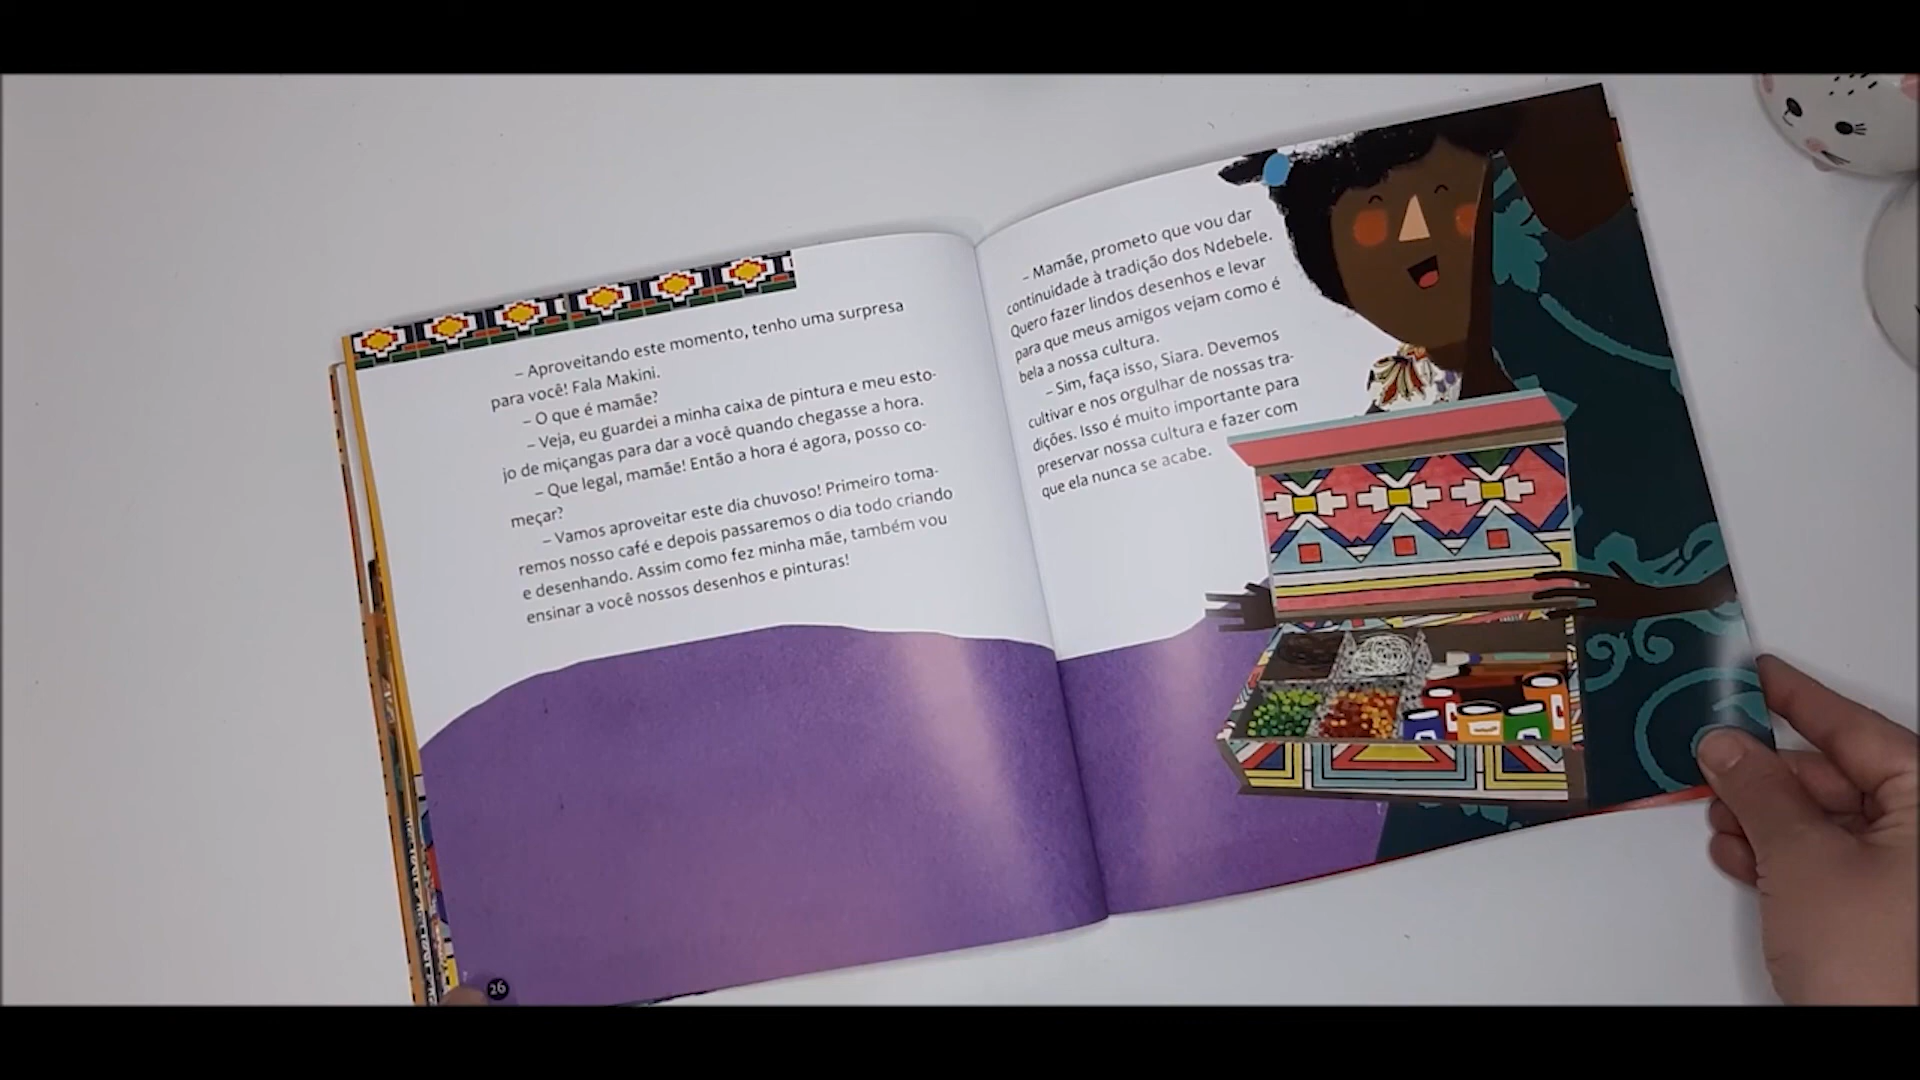 – Aproveitando este momento, tenho uma surpresa
para você! Fala Makini.
– O que é mamãe?
– Veja, eu guardei a minha caixa de pintura e meu esto-
jo de miçangas para dar a você quando chegasse a hora.
– Que legal, mamãe! Então a hora é agora, posso co-
meçar?
– Vamos aproveitar este dia chuvoso! Primeiro toma-
remos nosso café e depois passaremos o dia todo criando
e desenhando. Assim como fez minha mãe, também vou
ensinar a você nossos desenhos e pinturas!
26
– Mamãe, prometo que vou dar
continuidade à tradição dos Ndebele.
Quero fazer lindos desenhos e levar
para que meus amigos vejam como é
bela a nossa cultura.
– Sim, faça isso, Siara. Devemos
cultivar e nos orgulhar de nossas tra-
dições. Isso é muito importante para
preservar nossa cultura e fazer com
que ela nunca se acabe.